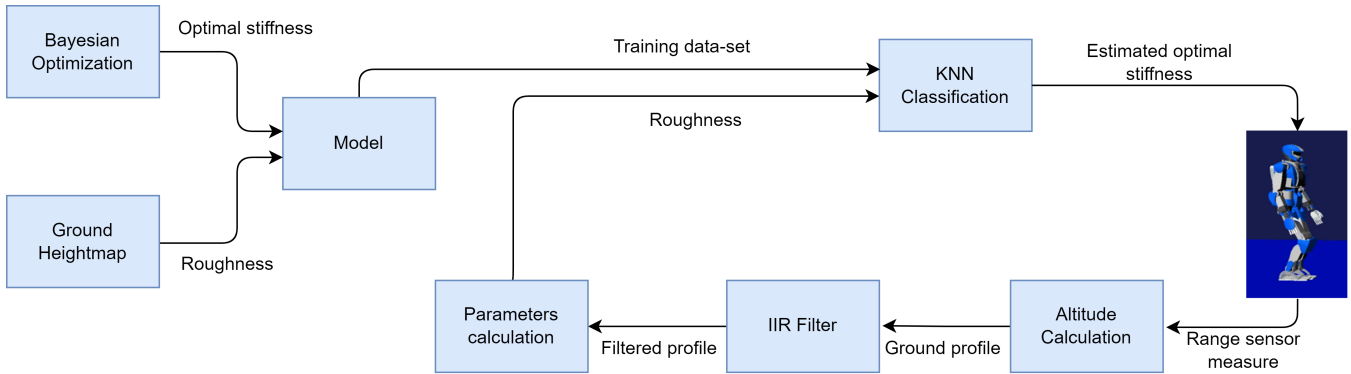 Bayesian
Optimization
Optimal stiffness
Ground
Heightmap
Roughness
Model
Training data-set
Roughness
KNN
Classification
Estimated optimal
stiffness
Range sensor
measure
Altitude
Calculation
Ground profile
IIR Filter
Filtered profile
Parameters
calculation